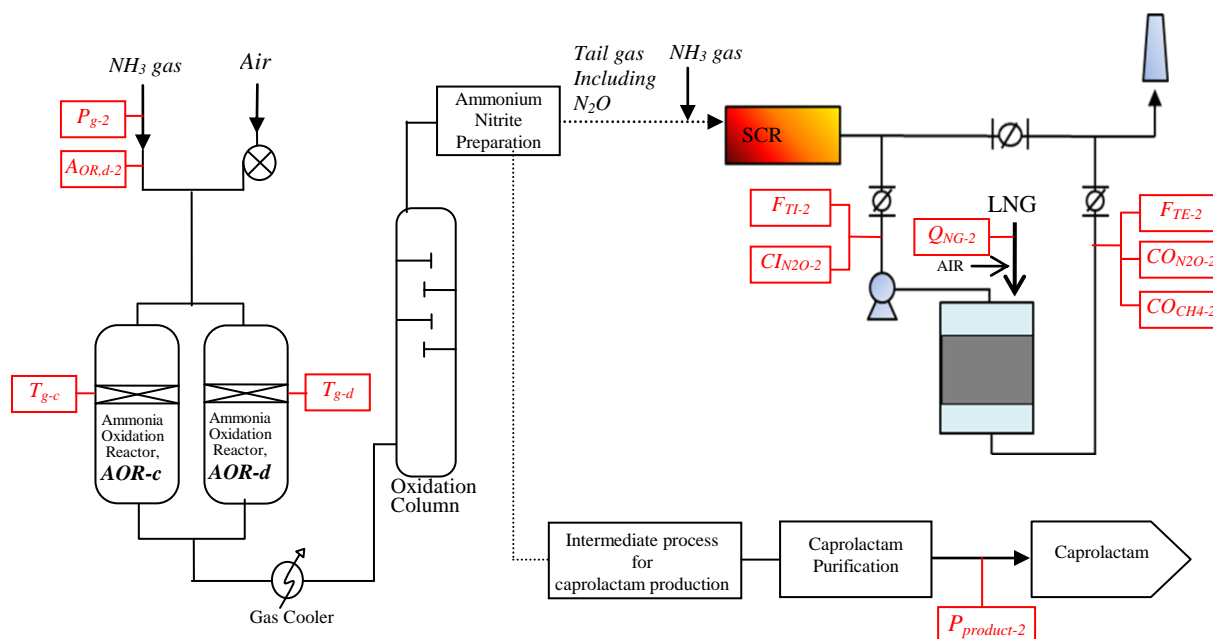 NH3 gas
Air
Pg-2
AOR,d-2
Tg-c
Tg-d
Ammonia
Oxidation
Reactor,
AOR-c
Ammonia
Oxidation
Reactor,
AOR-d
Gas Cooler
Oxidation
Column
Ammonium
Nitrite
Preparation
Tail gas
Including
N2O
NH3 gas
SCR
FTI-2
CIN2O-2
QNG-2
LNG
AIR
FTE-2
CON2O-2
COCH4-2
Intermediate process
for
caprolactam production
Caprolactam
Purification
Caprolactam
Pproduct-2